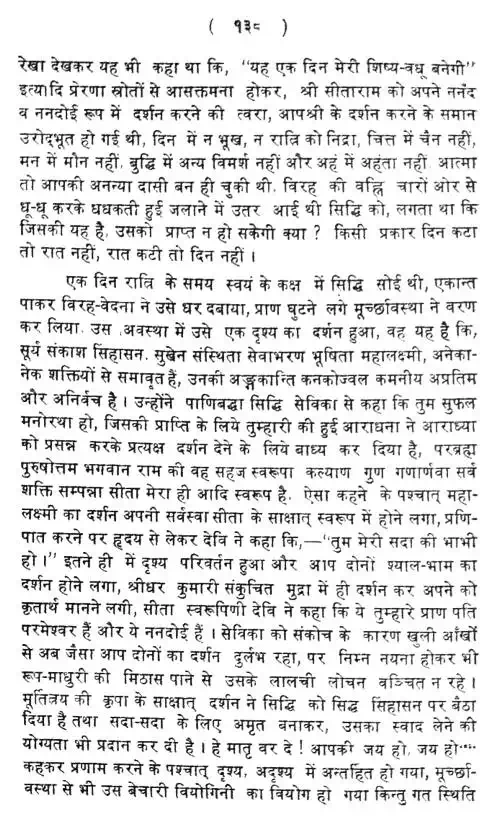 ( १३८ )
रेखा देखकर यह भी कहा था कि, "यह एक दिन मेरी शिष्य-वधू बनेगी"
इत्यादि प्रेरणा स्रोतों से आसक्तमना होकर, श्री सीताराम को अपने ननंद
व ननदोई रूप में दर्शन करने की त्वरा, आपश्री के दर्शन करने के समान
उरोद्भूत हो गई थी, दिन में न भूख, न रात्रि को निद्रा, चित्त में चैन नहीं,
मन में मौन नहीं. बुद्धि में अन्य विमर्श नहीं और अहं में अहंता नहीं. आत्मा
तो आपकी अनन्या दासी बन ही चुकी थी. विरह की वह्नि चारों ओर से
धू-धू करके धधकती हुई जलाने में उतर आई थी सिद्धि को, लगता था कि
जिसकी यह है, उसको प्राप्त न हो सकेगी क्या ? किसी प्रकार दिन कटा
तो रात नहीं, रात कटी तो दिन नहीं ।
एक दिन रात्रि के समय स्वयं के कक्ष में सिद्धि सोई थी, एकान्त
पाकर विरह-वेदना ने उसे धर दबाया, प्राण घुटने लगे मूर्च्छावस्था ने वरण
कर लिया. उस अवस्था में उसे एक दृश्य का दर्शन हुआ, वह यह है कि,
सूर्य संकाश सिंहासन. सुखेन संस्थिता सेवाभरण भूषिता महालक्ष्मी, अनेका-
नेक शक्तियों से समावृत हैं, उनकी अङ्गकान्ति कनकोज्वल कमनीय अप्रतिम
और अनिर्वच है । उन्होंने पाणिबद्धा सिद्धि सेविका से कहा कि तुम सुफल
मनोरथा हो, जिसकी प्राप्ति के लिये तुम्हारी की हुई आराधना ने आराध्या
को प्रसन्न करके प्रत्यक्ष दर्शन देने के लिये बाध्य कर दिया है, परब्रह्म
पुरुषोत्तम भगवान राम की वह सहज स्वरूपा कल्याण गुण गणार्णवा सर्व
शक्ति सम्पन्ना सीता मेरा ही आदि स्वरूप है. ऐसा कहने के पश्चात् महा-
लक्ष्मी का दर्शन अपनी सर्वस्वा सीता के साक्षात् स्वरूप में होने लगा, प्रणि-
पात करने पर हृदय से लेकर देवि ने कहा कि,—"तुम मेरी सदा की भाभी
हो ।" इतने ही में दृश्य परिवर्तन हुआ और आप दोनों श्याल-भाम का
दर्शन होने लगा, श्रीधर कुमारी संकुचित मुद्रा में ही दर्शन कर अपने को
कृतार्थ मानने लगी, सीता स्वरूपिणी देवि ने कहा कि ये तुम्हारे प्राण पति
परमेश्वर हैं और ये ननदोई हैं । सेविका को संकोच के कारण खुली आँखों
से अब जैसा आप दोनों का दर्शन दुर्लभ रहा, पर निम्न नयना होकर भी
रूप-माधुरी की मिठास पाने से उसके लालची लोचन वञ्चित न रहे ।
मूर्तित्रय की कृपा के साक्षात् दर्शन ने सिद्धि को सिद्ध सिंहासन पर बैठा
दिया है तथा सदा-सदा के लिए अमृत बनाकर, उसका स्वाद लेने की
योग्यता भी प्रदान कर दी है । हे मातृ वर दे ! आपकी जय हो, जय हो....
कहकर प्रणाम करने के पश्चात् दृश्य, अदृश्य में अन्तर्हित हो गया, मूर्च्छा-
वस्था से भी उस बेचारी वियोगिनी का वियोग हो गया किन्तु गत स्थिति